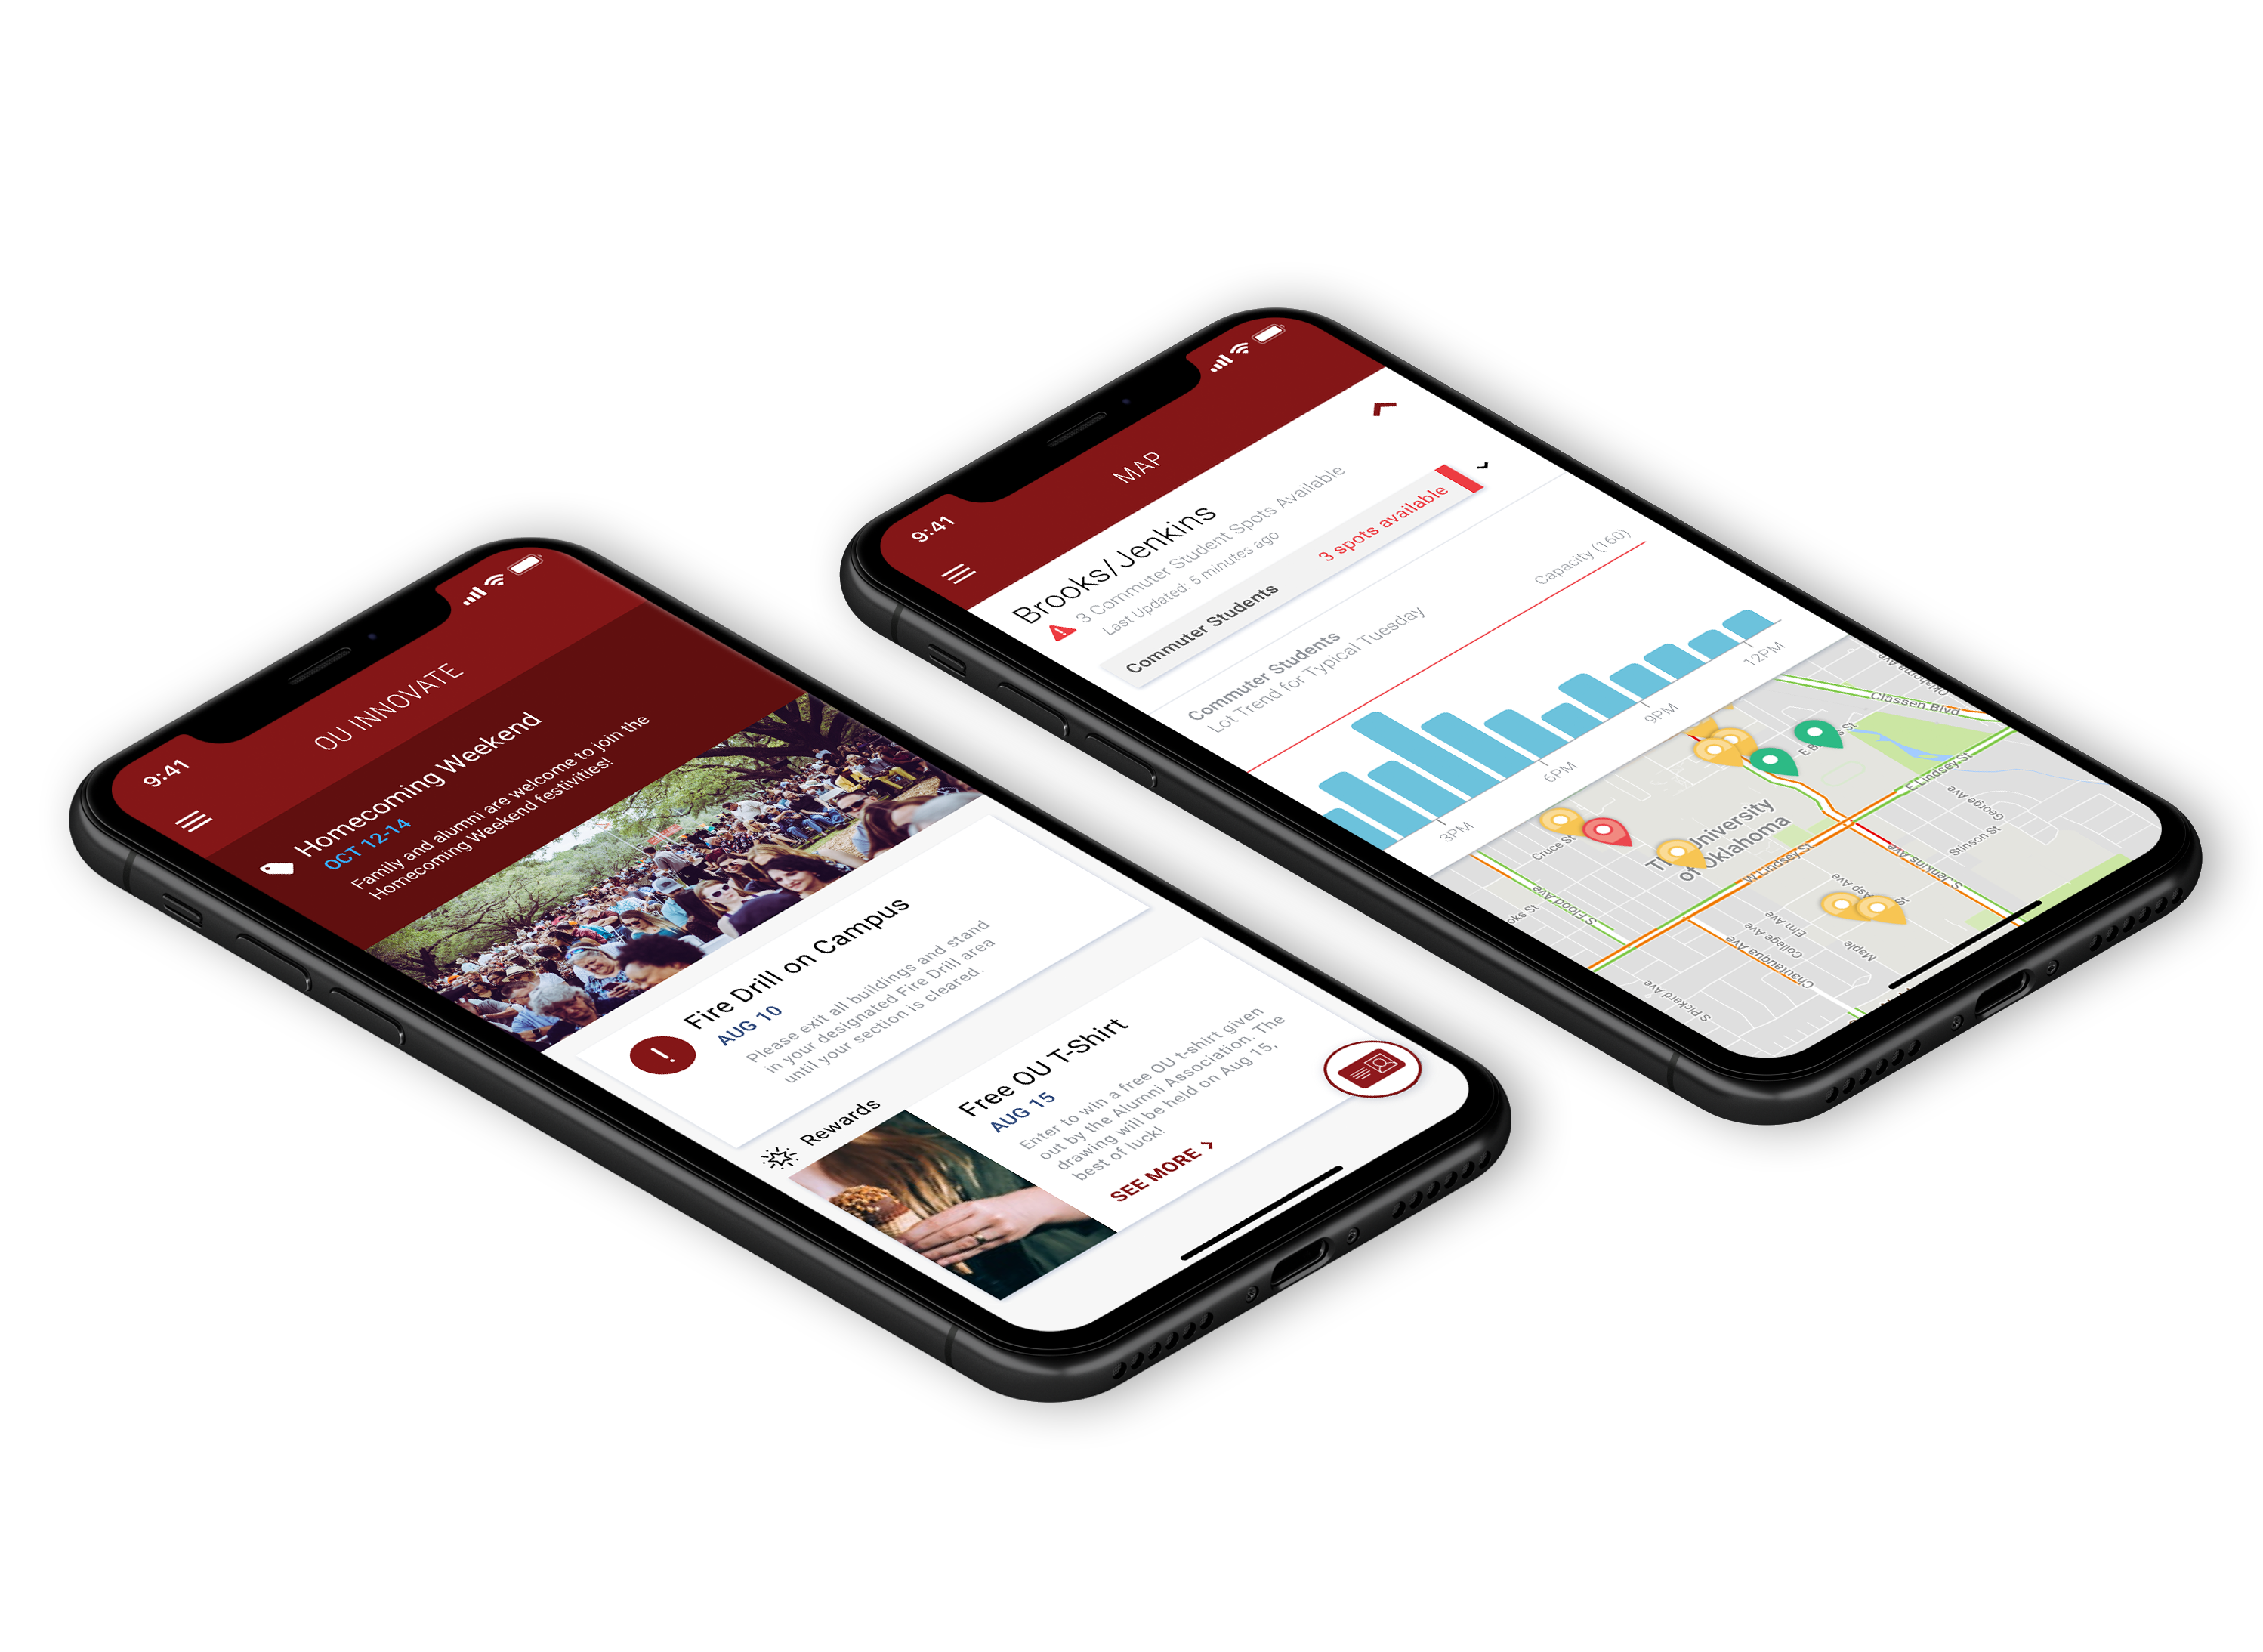 9:41
OU INNOVATE
Homecoming Weekend
OCT 12-14
Family and alumni are welcome to join the
Homecoming Weekend festivities!
Fire Drill on Campus
AUG 10
Please exit all buildings and stand
in your designated Fire Drill area
until your section is cleared.
Rewards
Free OU T-Shirt
AUG 15
Enter to win a free OU t-shirt given
out by the Alumni Association. The
drawing will be held on Aug 15,
best of luck!
SEE MORE
9:41
MAP
Brooks/Jenkins
3 Commuter Student Spots Available
Last Updated: 5 minutes ago
Commuter Students
3 spots available
Commuter Students
Lot Trend for Typical Tuesday
Capacity (160)
3PM
6PM
9PM
12PM
Classen Blvd
E Lindsey St
George Ave
Stinson St
S Jenkins Ave
Cruce St
University
of Oklahoma
W Lindsey St
Asp Ave
S Flood Ave
Elm Ave
College Ave
Chautauqua Ave
Maple
S Pickard Ave